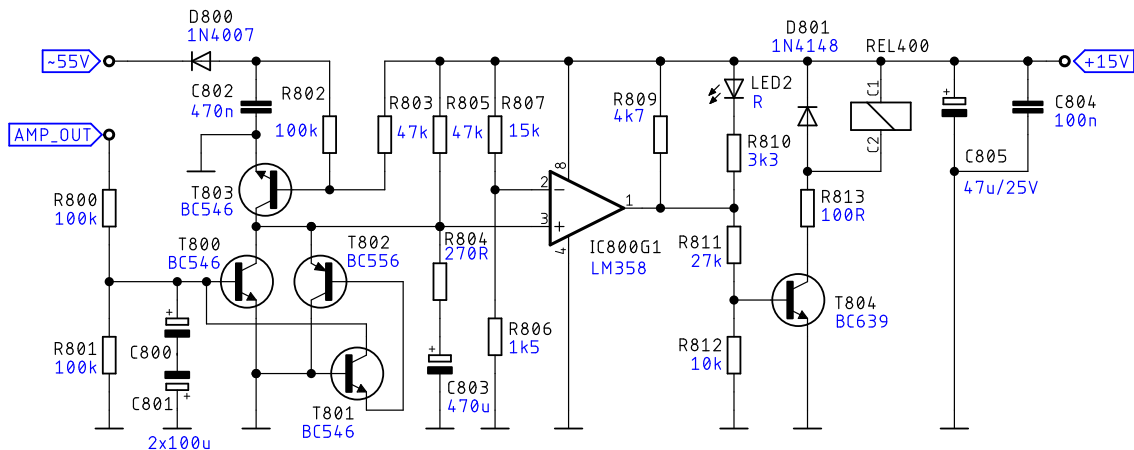 D800
1N4007
~55V
C802
470n
R802
100k
R803
47k
R805
47k
R807
15k
R809
4k7
LED2
R
D801
1N4148
REL400
C1
C2
+15V
C804
100n
C805
47u/25V
AMP_OUT
R800
100k
T803
BC546
T800
BC546
T802
BC556
R804
270R
8
2
3
1
4
IC800G1
LM358
R810
3k3
R811
27k
R813
100R
T804
BC639
R801
100k
+
C800
C801
+
2x100u
T801
BC546
+
C803
470u
R806
1k5
R812
10k
+
−
+